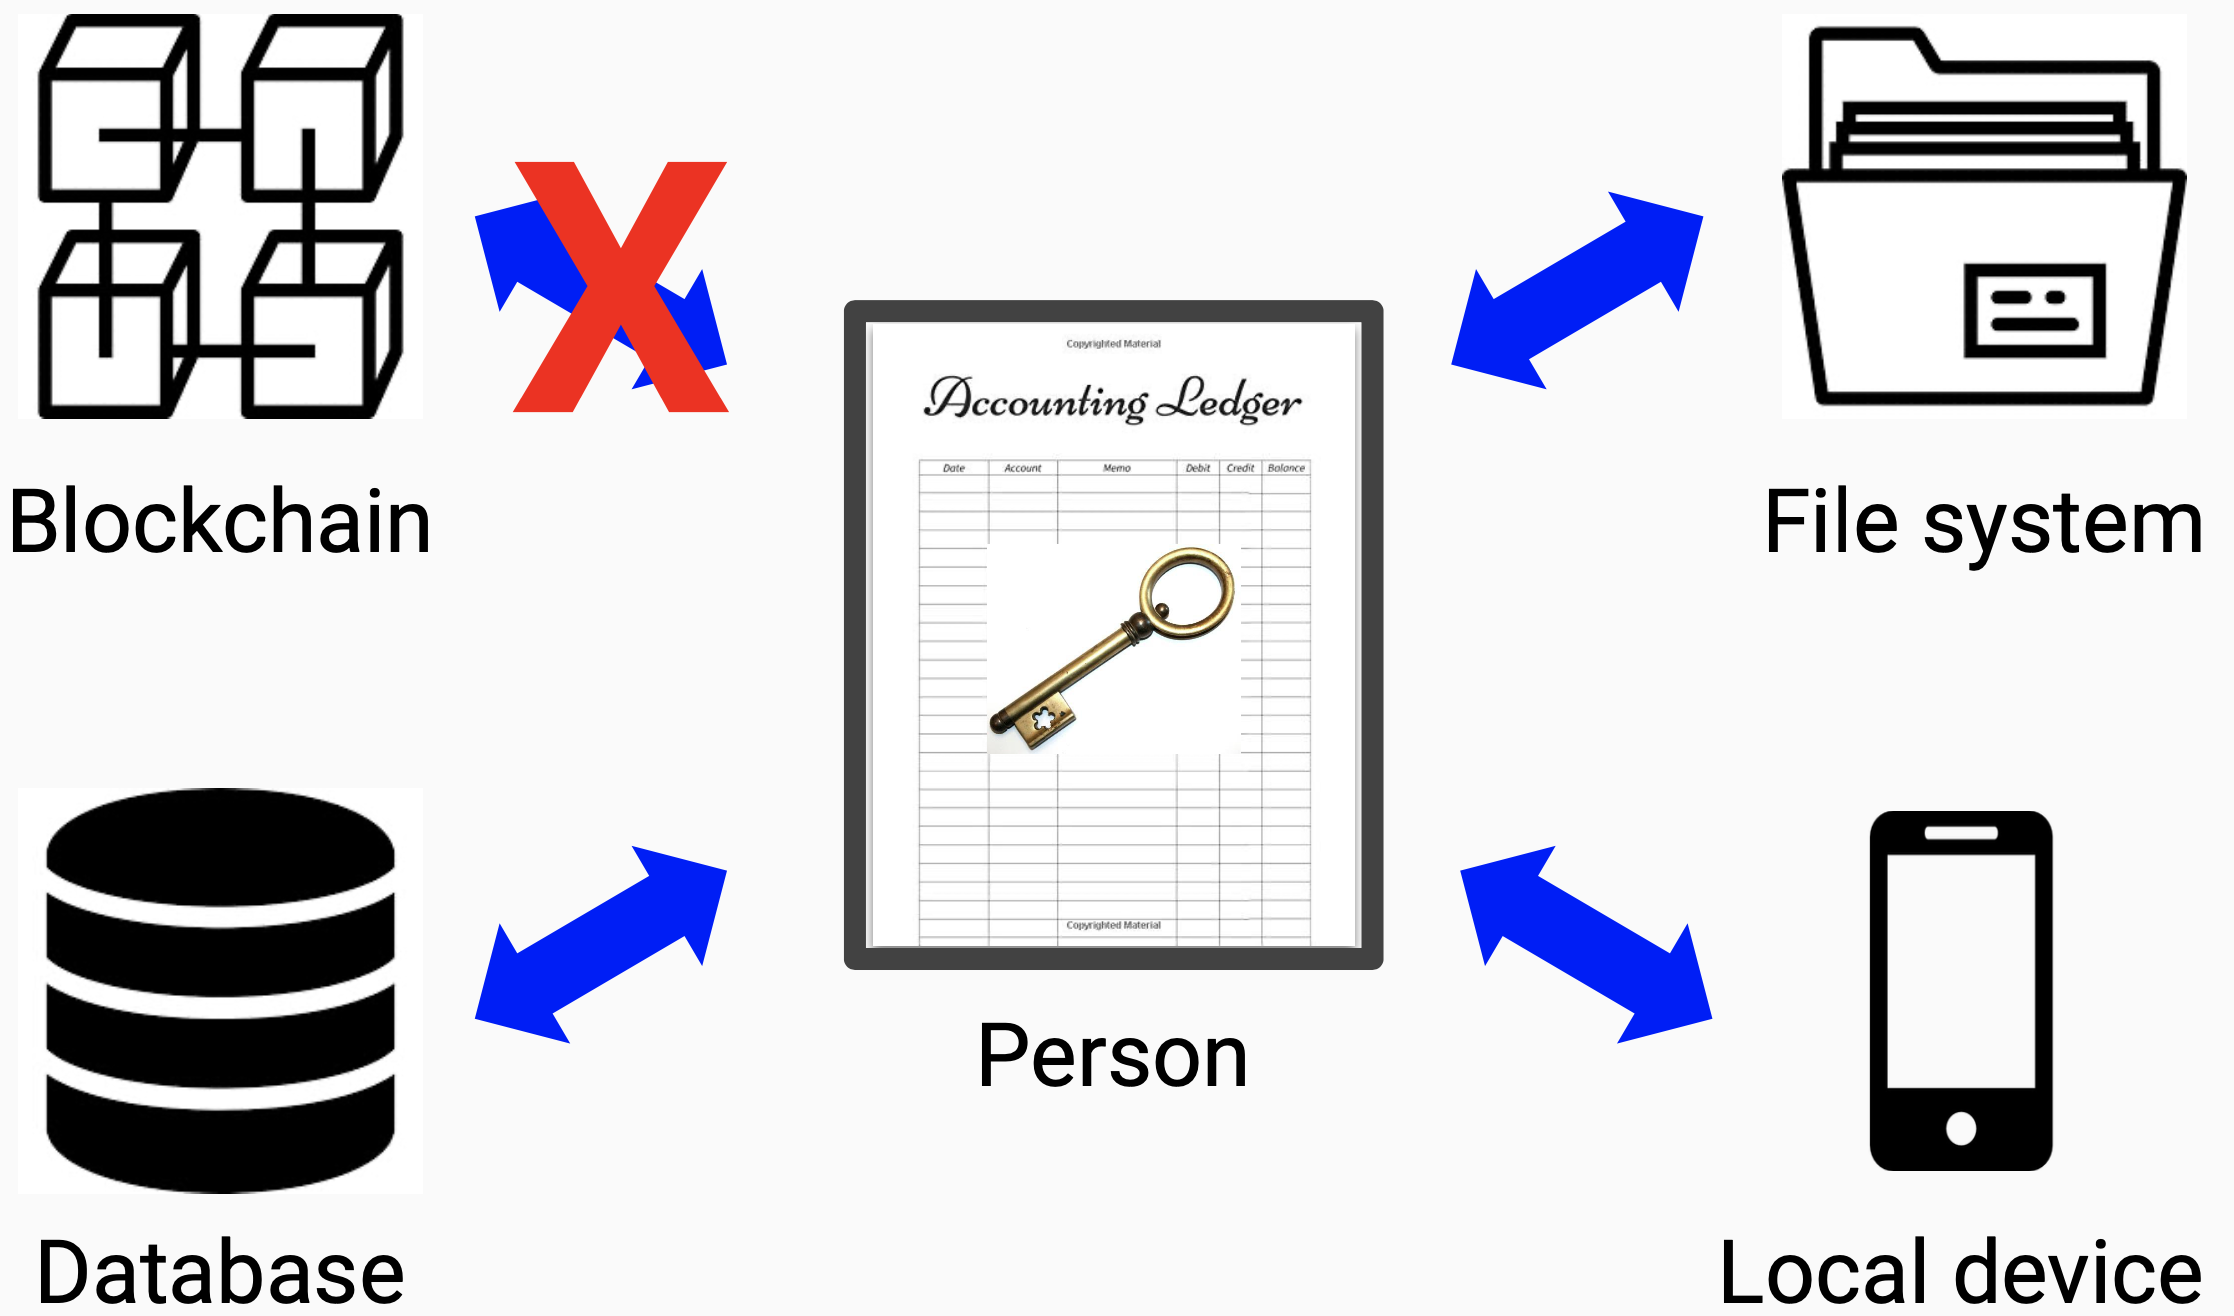 Blockchain
File system
Copyrighted Material
Accounting Ledger
Date Account Memo Debit Credit Balance
Copyrighted Material
Person
Database
Local device
X